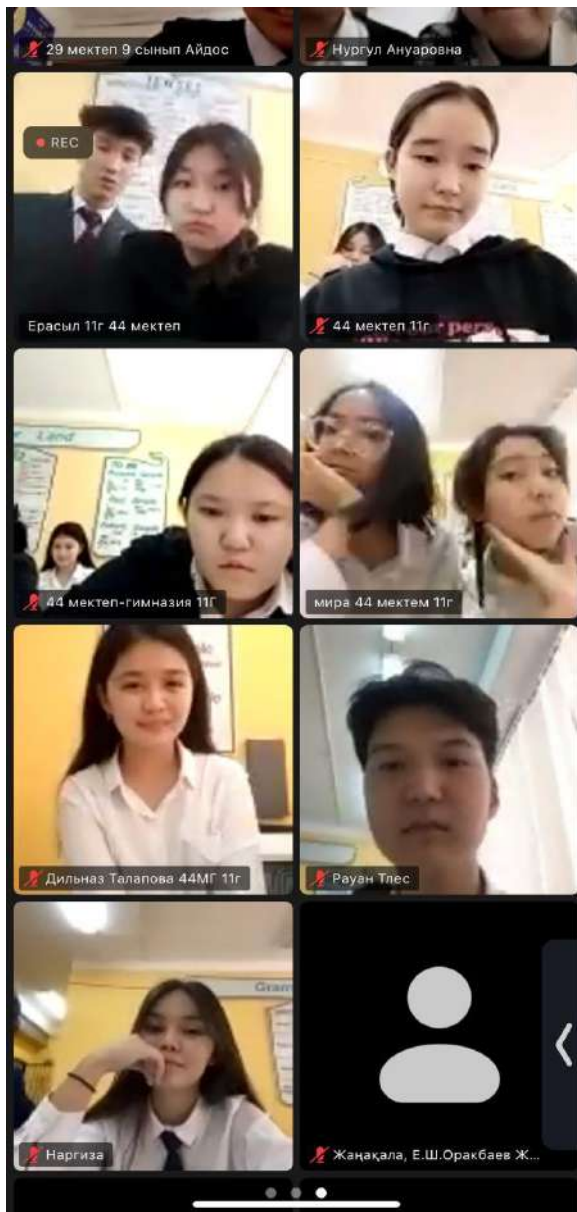 29 мектеп 9 сынып Айдос
Нургул Ануаровна
REC
Ерасыл 11г 44 мектеп
44 мектеп 11г
44 мектеп-гимназия 11Г
мира 44 мектем 11г
Дильназ Талапова 44МГ 11г
Рауан Тлес
Наргиза
Жаңақала, Е.Ш.Оракбаев Ж...